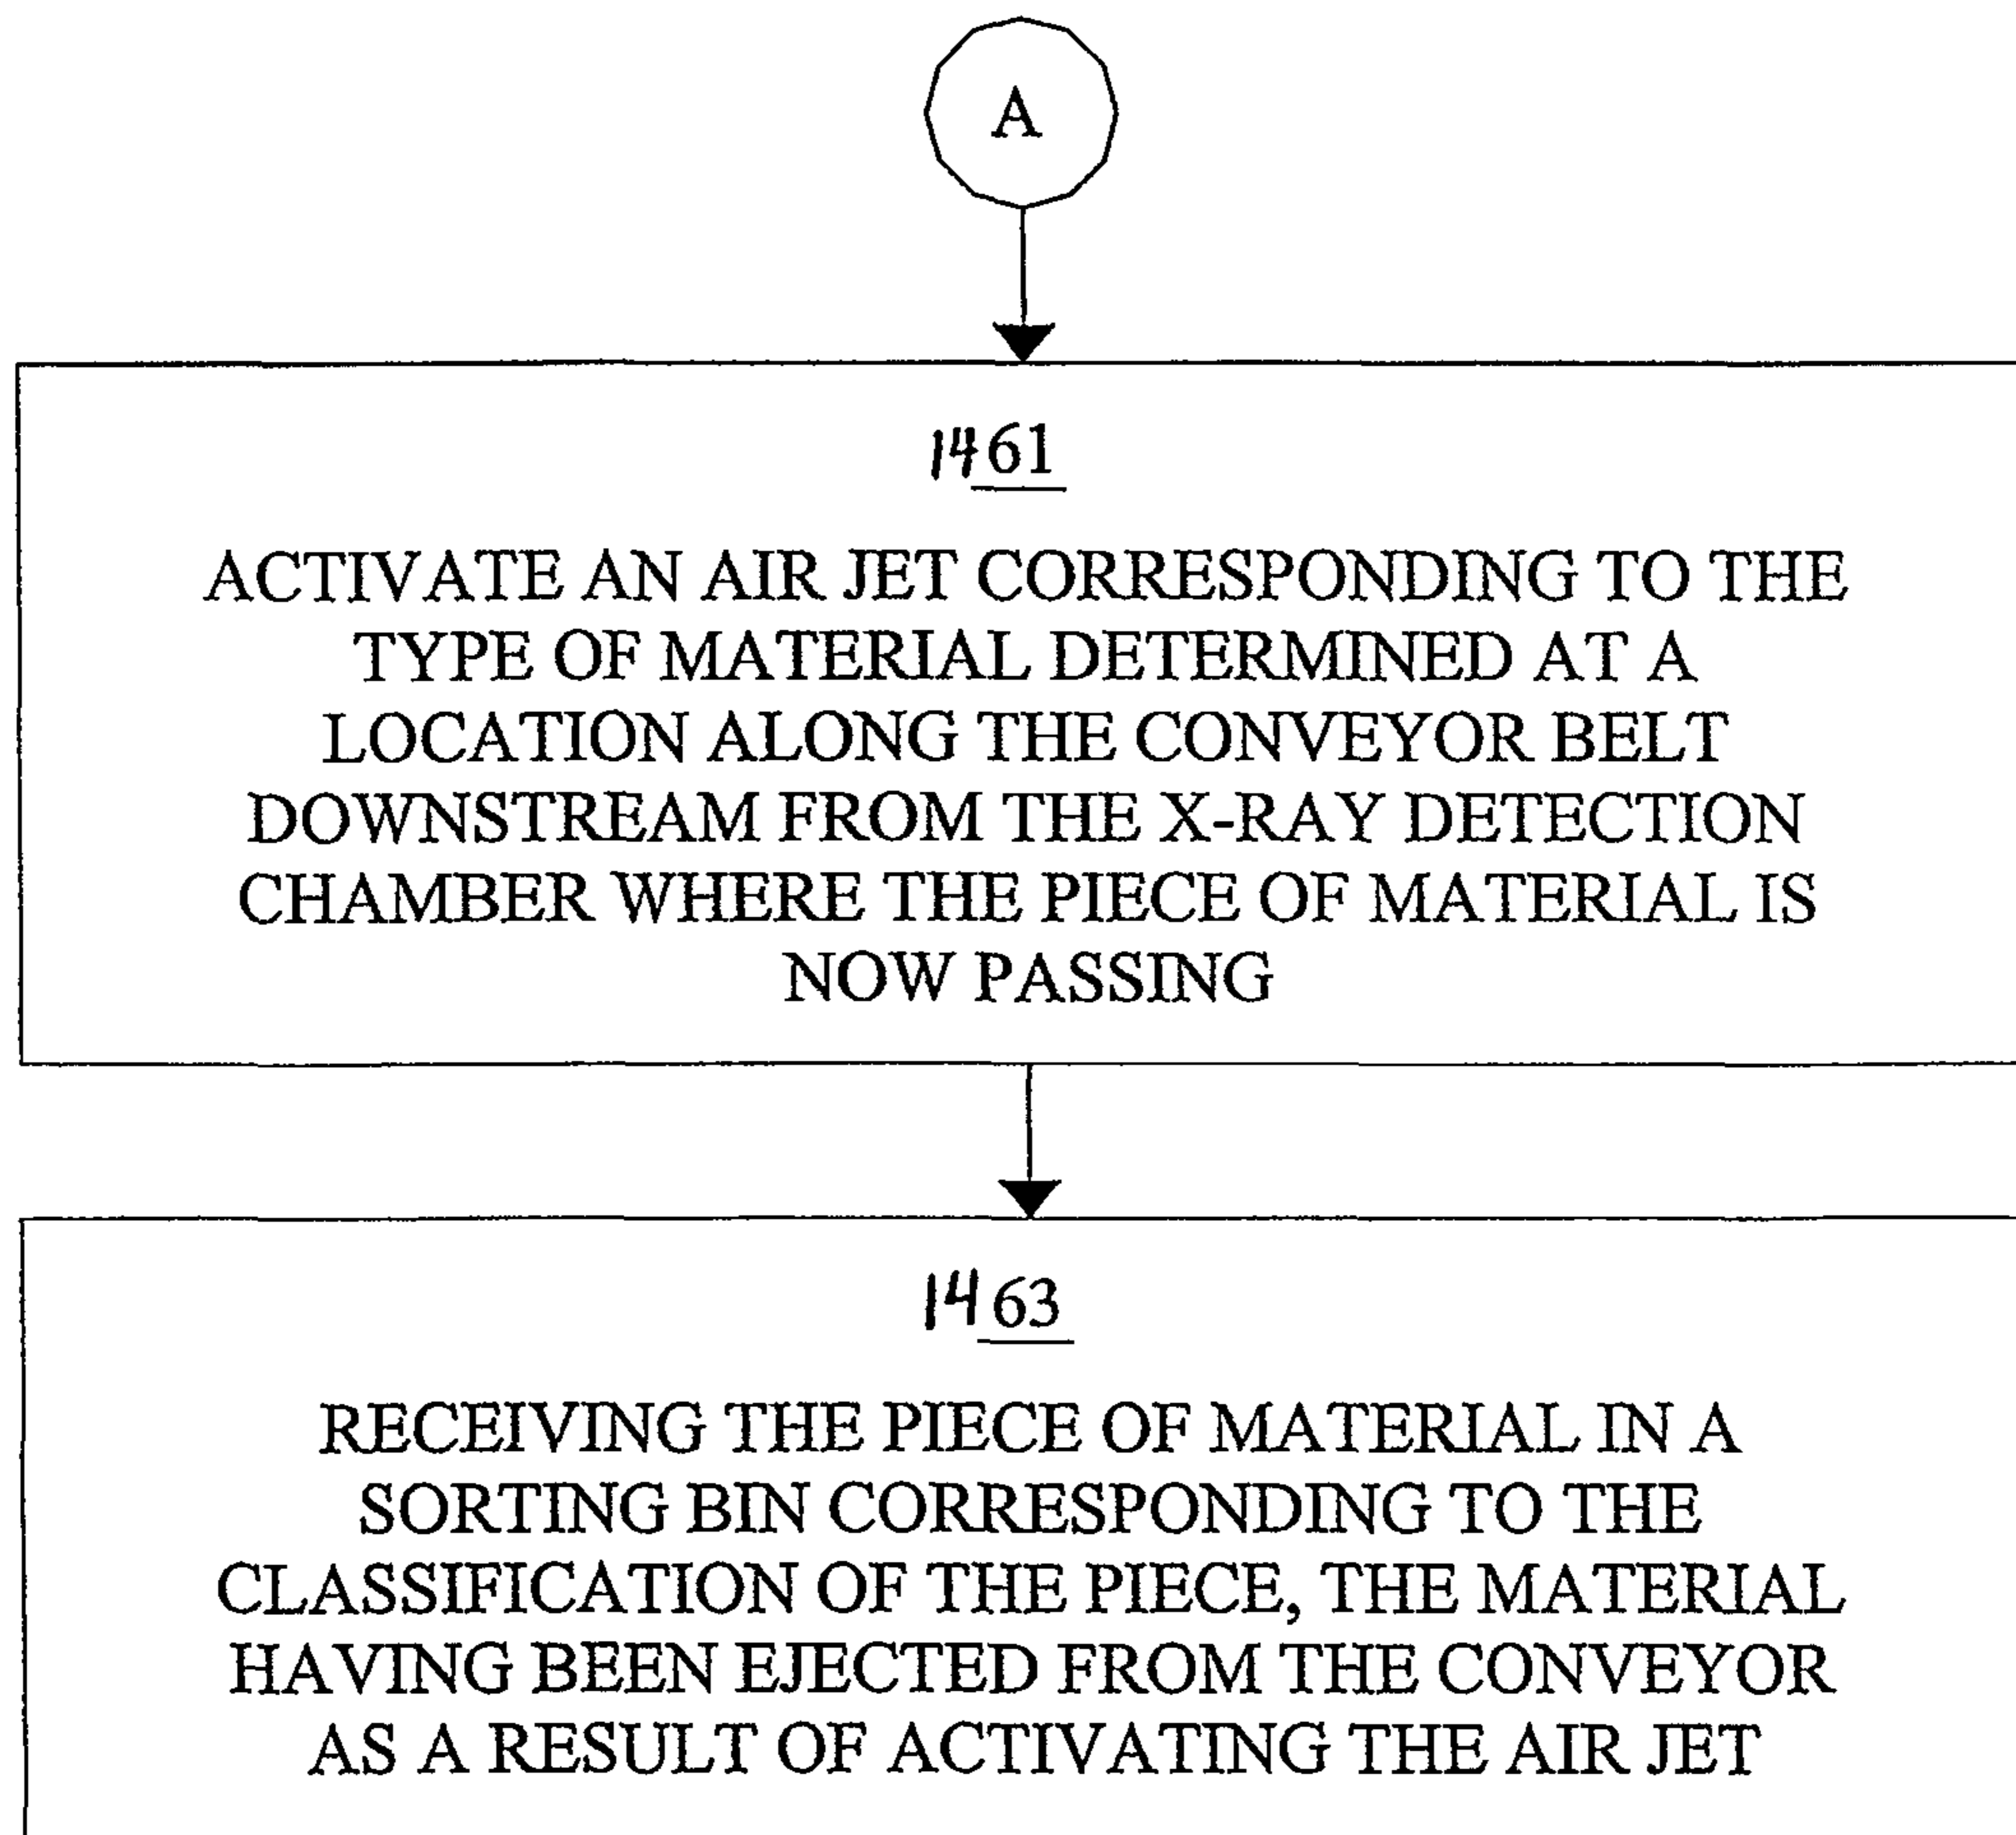 A
1461
ACTIVATE AN AIR JET CORRESPONDING TO THE
TYPE OF MATERIAL DETERMINED AT A
LOCATION ALONG THE CONVEYOR BELT
DOWNSTREAM FROM THE X-RAY DETECTION
CHAMBER WHERE THE PIECE OF MATERIAL IS
NOW PASSING
1463
RECEIVING THE PIECE OF MATERIAL IN A
SORTING BIN CORRESPONDING TO THE
CLASSIFICATION OF THE PIECE, THE MATERIAL
HAVING BEEN EJECTED FROM THE CONVEYOR
AS A RESULT OF ACTIVATING THE AIR JET